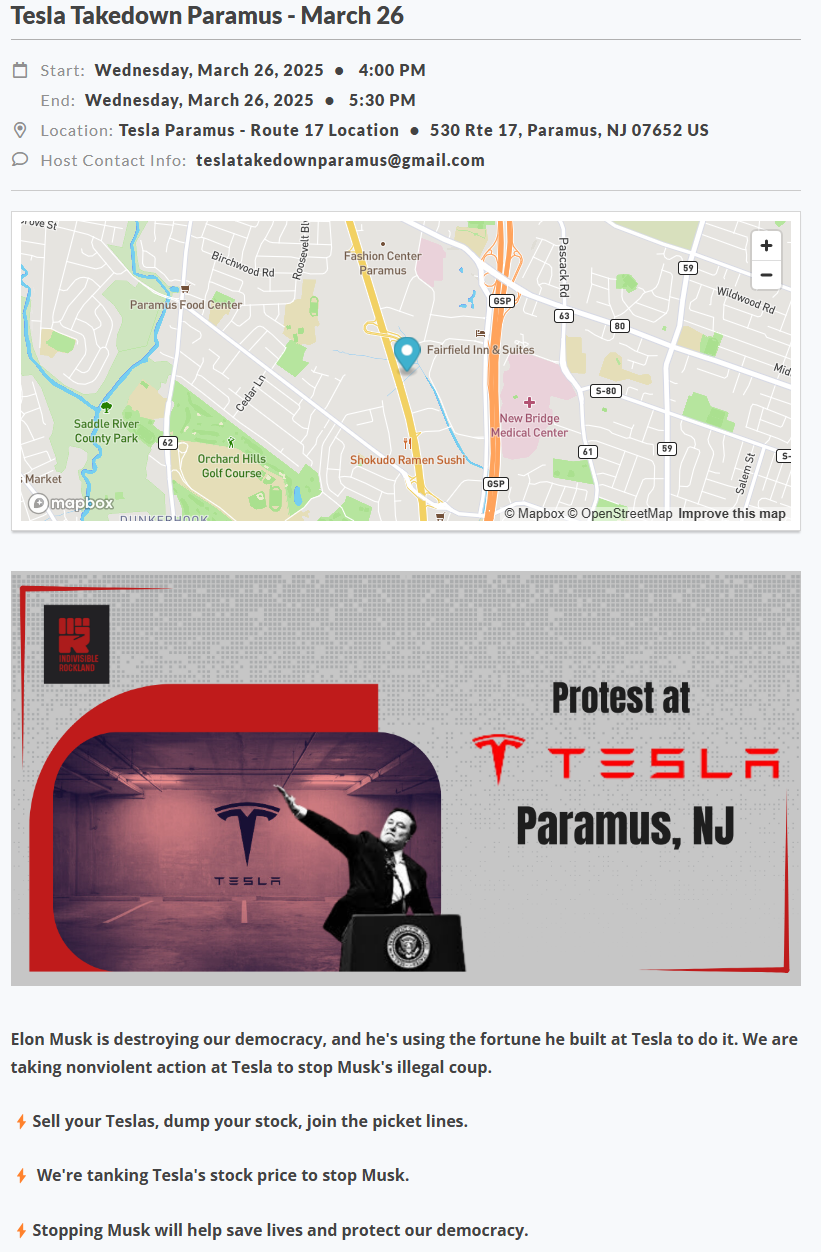 Tesla Takedown Paramus - March 26
Start: Wednesday, March 26, 2025 ● 4:00 PM
End: Wednesday, March 26, 2025 ● 5:30 PM
Location: Tesla Paramus - Route 17 Location ● 530 Rte 17, Paramus, NJ 07652 US
Host Contact Info: teslatakedownparamus@gmail.com
rove St
Birchwood Rd
Roosevelt Bl
Fashion Center
Paramus
Pascack Rd
+
−
59
Wildwood Rd
Paramus Food Center
GSP
63
80
Fairfield Inn & Suites
Mid
Cedar Ln
S-80
Saddle River
County Park
New Bridge
Medical Center
62
Orchard Hills
Golf Course
Shokudo Ramen Sushi
61
59
S-
Salem St
s Market
GSP
mapbox
DUNKERHOOK
© Mapbox © OpenStreetMap Improve this map
INDIVISIBLE
ROCKLAND
Protest at
TESLA
Paramus, NJ
TESLA
Elon Musk is destroying our democracy, and he's using the fortune he built at Tesla to do it. We are
taking nonviolent action at Tesla to stop Musk's illegal coup.
Sell your Teslas, dump your stock, join the picket lines.
We're tanking Tesla's stock price to stop Musk.
Stopping Musk will help save lives and protect our democracy.